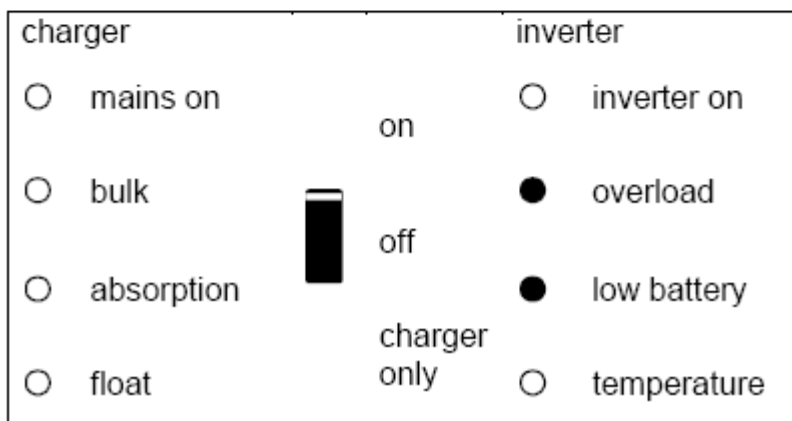 charger
inverter
mains on
on
inverter on
bulk
overload
off
absorption
low battery
charger
only
float
temperature